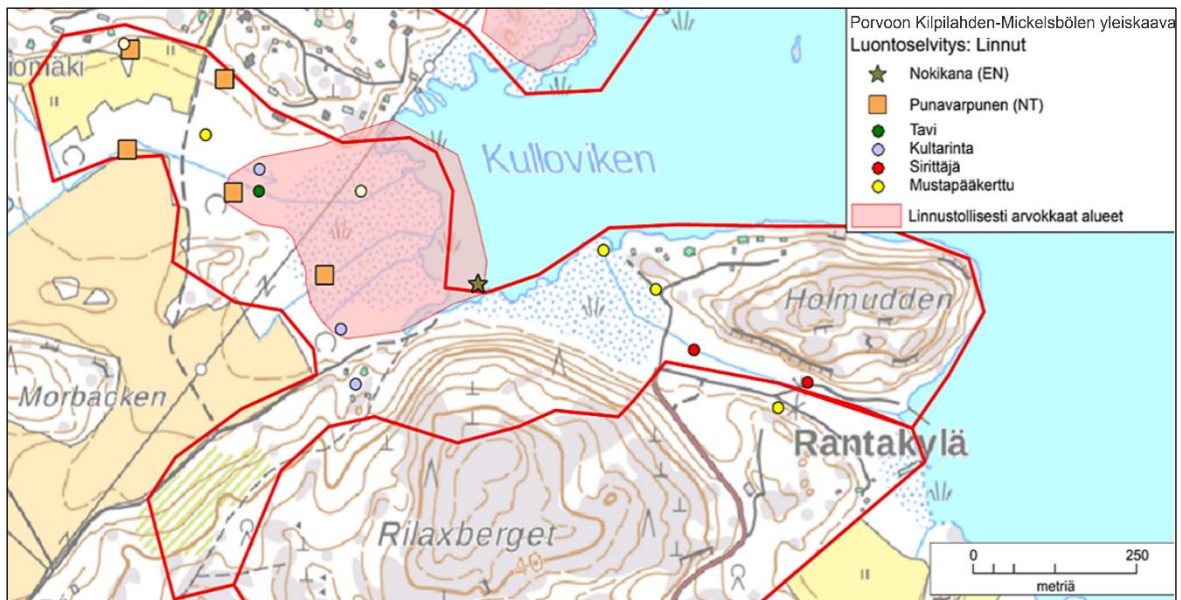 Porvoon Kilpilahden-Mickelsbölen yleiskaava
Luontoselvitys: Linnut
Nokikana (EN)
Punavarpunen (NT)
Tavi
Kultarinta
Sirittäjä
Mustapääkerttu
Linnustollisesti arvokkaat alueet
iomäki
Kulloviken
Holmudden
Morbacken
Rantakylä
Rilaxberget
40
0 250
metriä